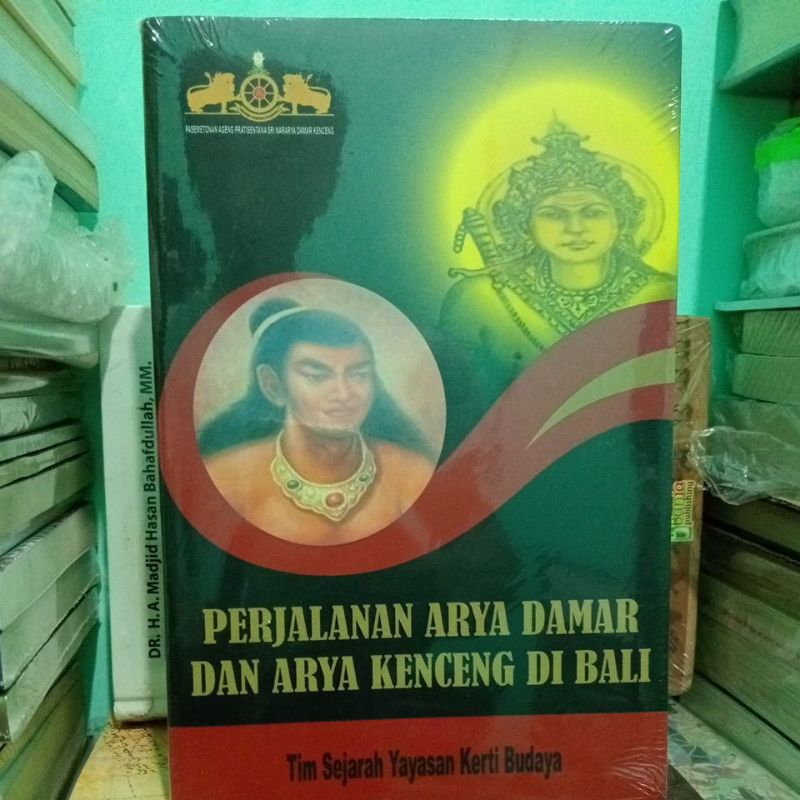 PASEMETONAN AGENG PRATISENTANA SRI NARARYA DAMAR KENCENG
PERJALANAN ARYA DAMAR
DAN ARYA KENCENG DI BALI
Tim Sejarah Yayasan Kerti Budaya
DR. H. A. Madjid Hasan Bahafdullah, MM.
publishing